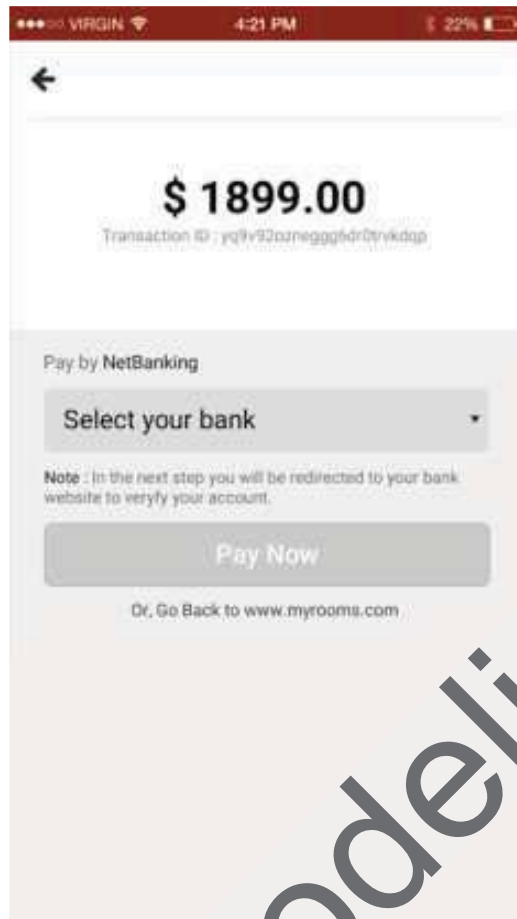 VIRGIN 4:21 PM 22%
$ 1899.00
Transaction ID :
Pay by NetBanking
Select your bank
Note : In the next step you will be redirected to your bank
website to veryfy your account.
Pay Now
Or, Go Back to www.myrooms.com